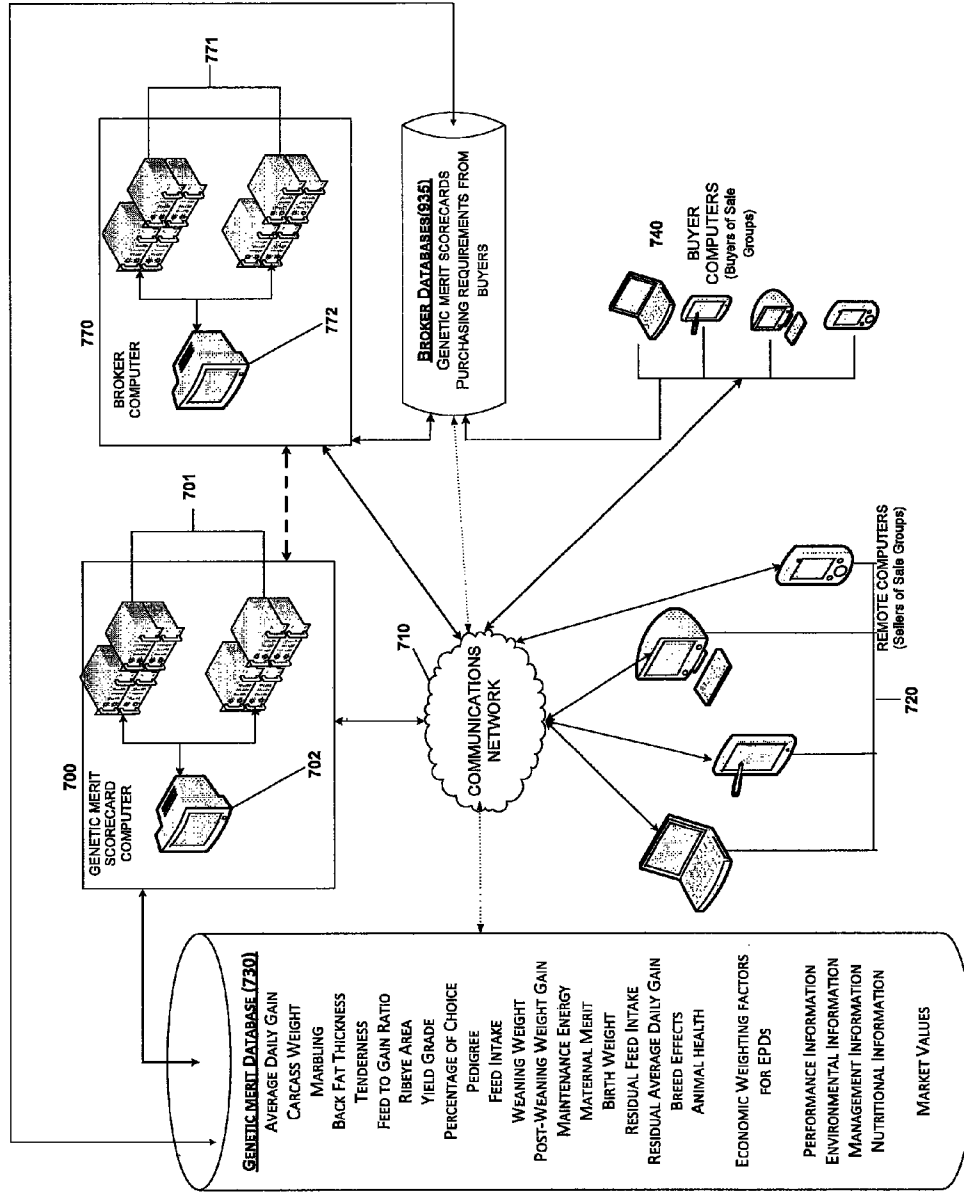 GENETIC MERIT DATABASE (730)
AVERAGE DAILY GAIN
CARCASS WEIGHT
MARBLING
BACK FAT THICKNESS
TENDERNESS
FEED TO GAIN RATIO
RIBEYE AREA
YIELD GRADE
PERCENTAGE OF CHOICE
PEDIGREE
FEED INTAKE
WEANING WEIGHT
POST-WEANING WEIGHT GAIN
MAINTENANCE ENERGY
MATERNAL MERIT
BIRTH WEIGHT
RESIDUAL FEED INTAKE
RESIDUAL AVERAGE DAILY GAIN
BREED EFFECTS
ANIMAL HEALTH
ECONOMIC WEIGHTING FACTORS
FOR EPDS
PERFORMANCE INFORMATION
ENVIRONMENTAL INFORMATION
MANAGEMENT INFORMATION
NUTRITIONAL INFORMATION
MARKET VALUES
700
GENETIC MERIT
SCORECARD
COMPUTER
701
702
710
COMMUNICATIONS
NETWORK
720
REMOTE COMPUTERS
(Sellers of Sale Groups)
770
BROKER
COMPUTER
771
772
BROKER DATABASES(935)
GENETIC MERIT SCORECARDS
PURCHASING REQUIREMENTS FROM
BUYERS
740
BUYER
COMPUTERS
(Buyers of Sale
Groups)